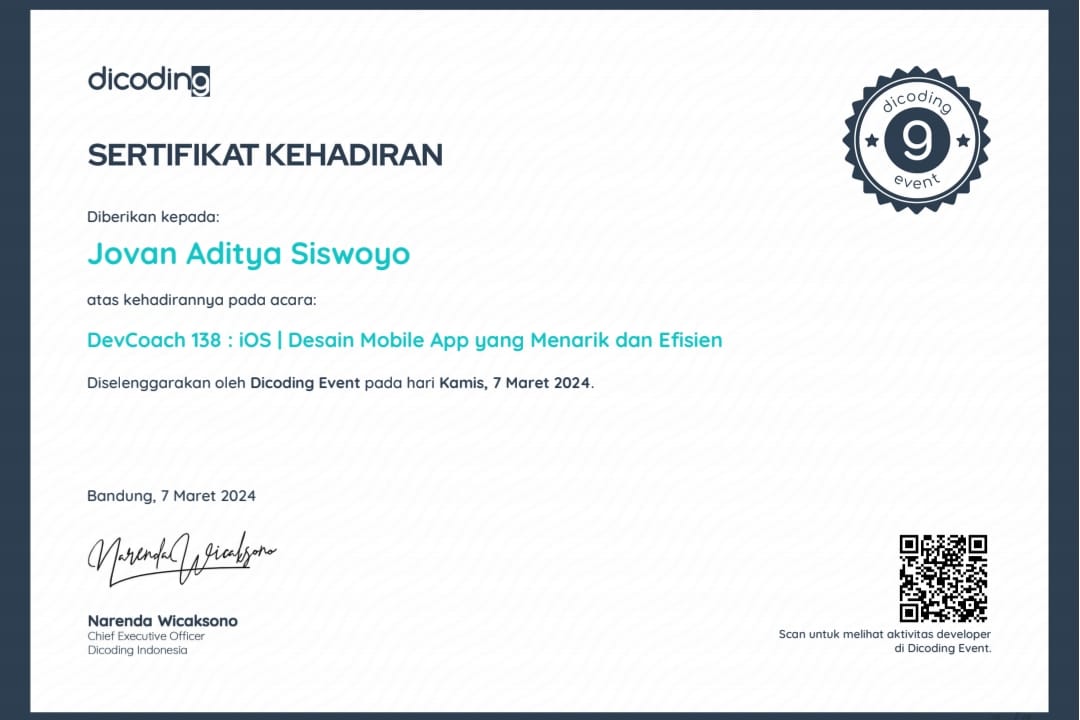 dicoding
SERTIFIKAT KEHADIRAN
dicoding
9
event
Diberikan kepada:
Jovan Aditya Siswoyo
atas kehadirannya pada acara:
DevCoach 138 : iOS | Desain Mobile App yang Menarik dan Efisien
Diselenggarakan oleh Dicoding Event pada hari Kamis, 7 Maret 2024.
Bandung, 7 Maret 2024
Narenda Wicaksono
Narenda Wicaksono
Chief Executive Officer
Dicoding Indonesia
Scan untuk melihat aktivitas developer
di Dicoding Event.